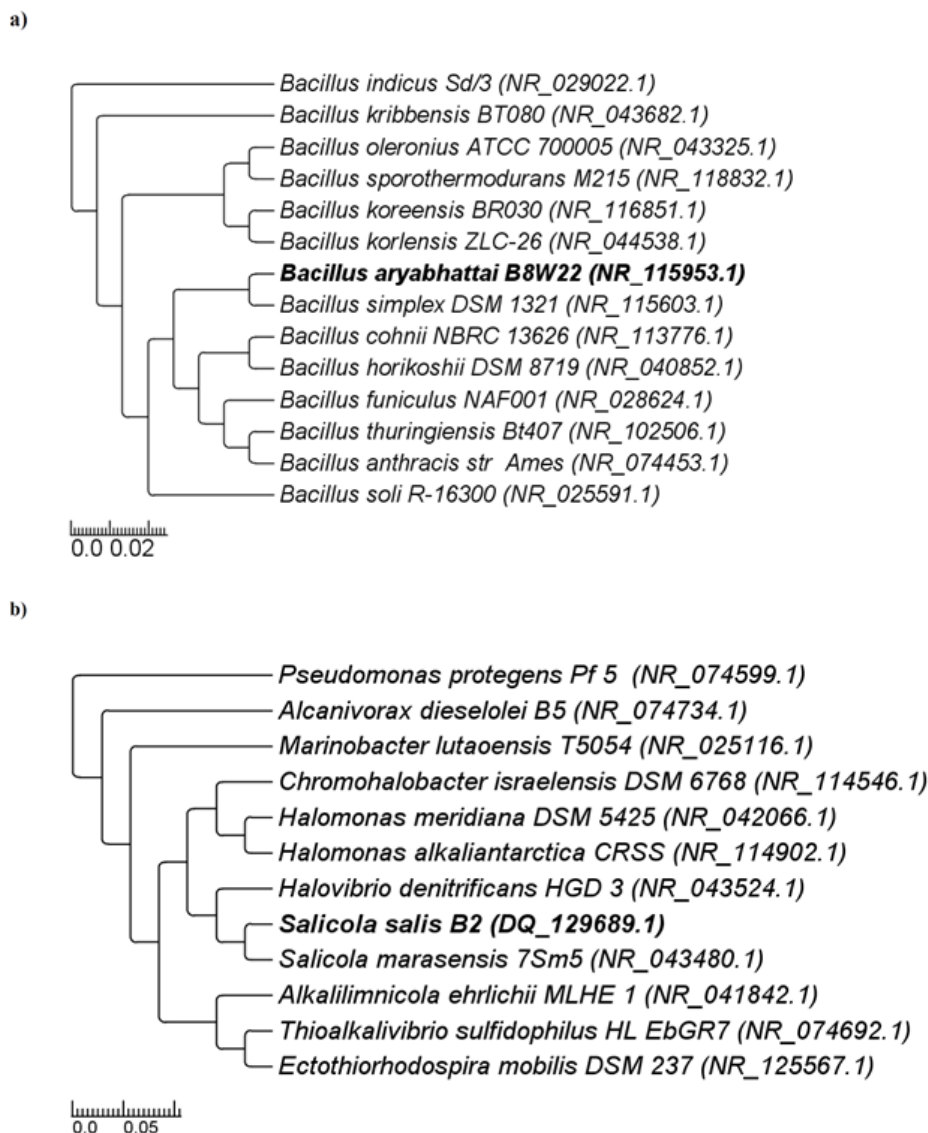 a)
Bacillus indicus Sd/3 (NR_029022.1)
Bacillus kribbensis BT080 (NR_043682.1)
Bacillus oleronius ATCC 700005 (NR_043325.1)
Bacillus sporothermodurans M215 (NR_118832.1)
Bacillus koreensis BR030 (NR_116851.1)
Bacillus korlensis ZLC-26 (NR_044538.1)
Bacillus aryabhattai B8W22 (NR_115953.1)
Bacillus simplex DSM 1321 (NR_115603.1)
Bacillus cohnii NBRC 13626 (NR_113776.1)
Bacillus horikoshii DSM 8719 (NR_040852.1)
Bacillus funiculus NAF001 (NR_028624.1)
Bacillus thuringiensis Bt407 (NR_102506.1)
Bacillus anthracis str Ames (NR_074453.1)
Bacillus soli R-16300 (NR_025591.1)
0.0 0.02
b)
Pseudomonas protegens Pf 5 (NR_074599.1)
Alcanivorax dieselolei B5 (NR_074734.1)
Marinobacter lutaoensis T5054 (NR_025116.1)
Chromohalobacter israelensis DSM 6768 (NR_114546.1)
Halomonas meridiana DSM 5425 (NR_042066.1)
Halomonas alkaliantarctica CRSS (NR_114902.1)
Halovibrio denitrificans HGD 3 (NR_043524.1)
Salicola salis B2 (DQ_129689.1)
Salicola marasensis 7Sm5 (NR_043480.1)
Alkalilimnicola ehrlichii MLHE 1 (NR_041842.1)
Thioalkalivibrio sulfidophilus HL EbGR7 (NR_074692.1)
Ectothiorhodospira mobilis DSM 237 (NR_125567.1)
0.0 0.05